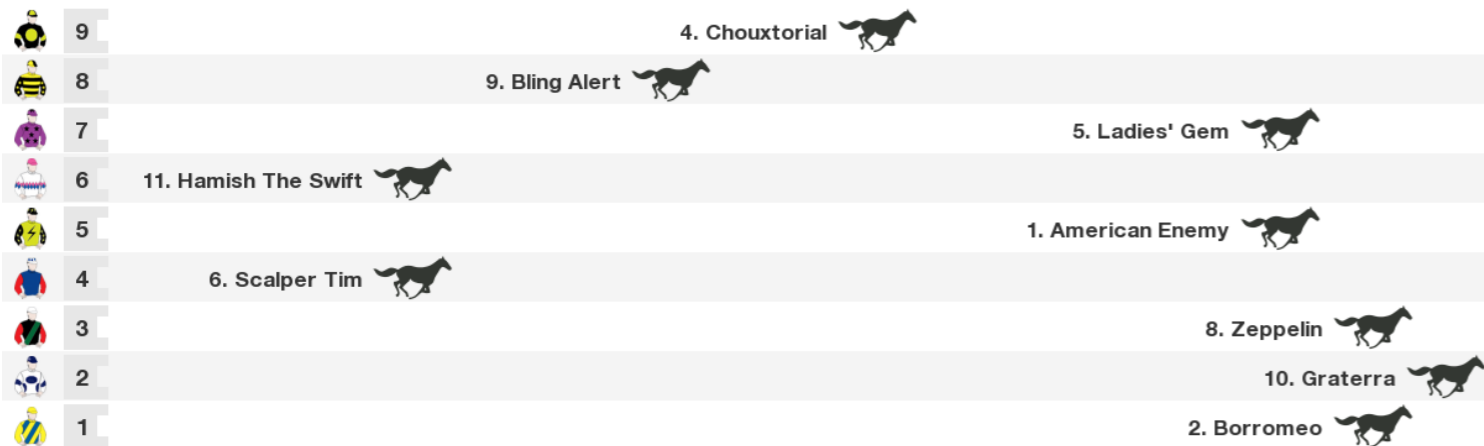 9 4. Chouxtorial
8 9. Bling Alert
7 5. Ladies' Gem
6 11. Hamish The Swift
5 1. American Enemy
4 6. Scalper Tim
3 8. Zeppelin
2 10. Graterra
1 2. Borromeo